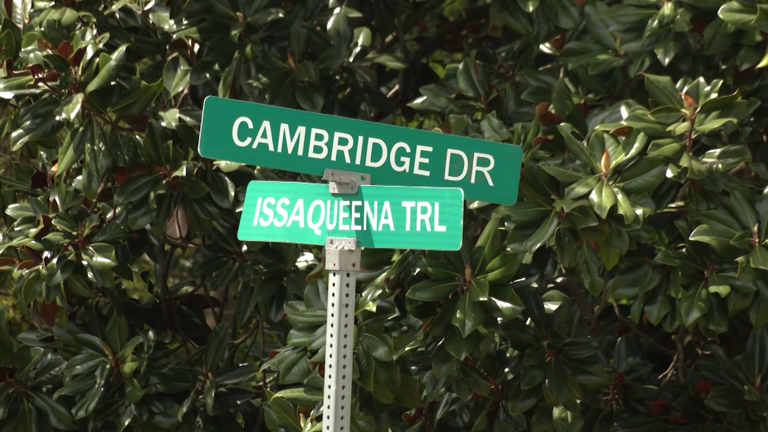 CAMBRIDGE DR
ISSAQUEENA TRL